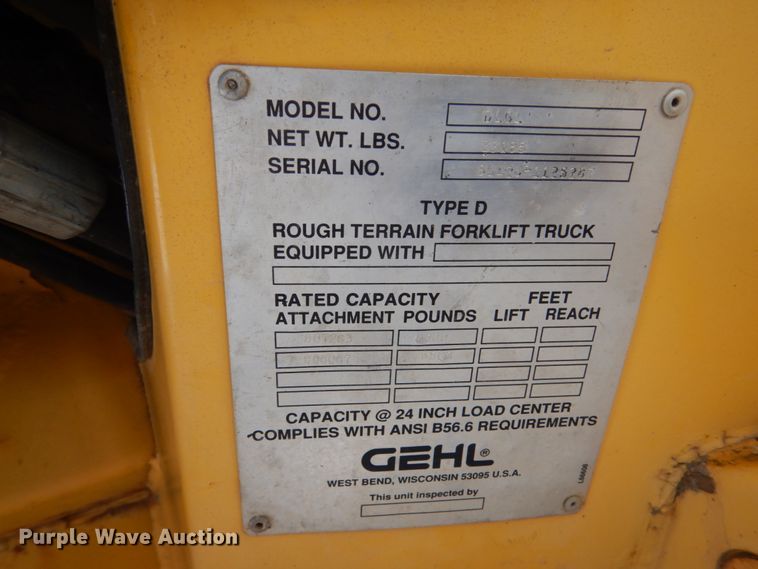 MODEL NO.
NET WT. LBS.
SERIAL NO.
TYPE D
ROUGH TERRAIN FORKLIFT TRUCK
EQUIPPED WITH
RATED CAPACITY FEET
ATTACHMENT POUNDS LIFT REACH
CAPACITY @ 24 INCH LOAD CENTER
COMPLIES WITH ANSI B56.6 REQUIREMENTS
GEHL®
WEST BEND, WISCONSIN 53095 U.S.A.
This unit inspected by
L66608
Purple Wave Auction